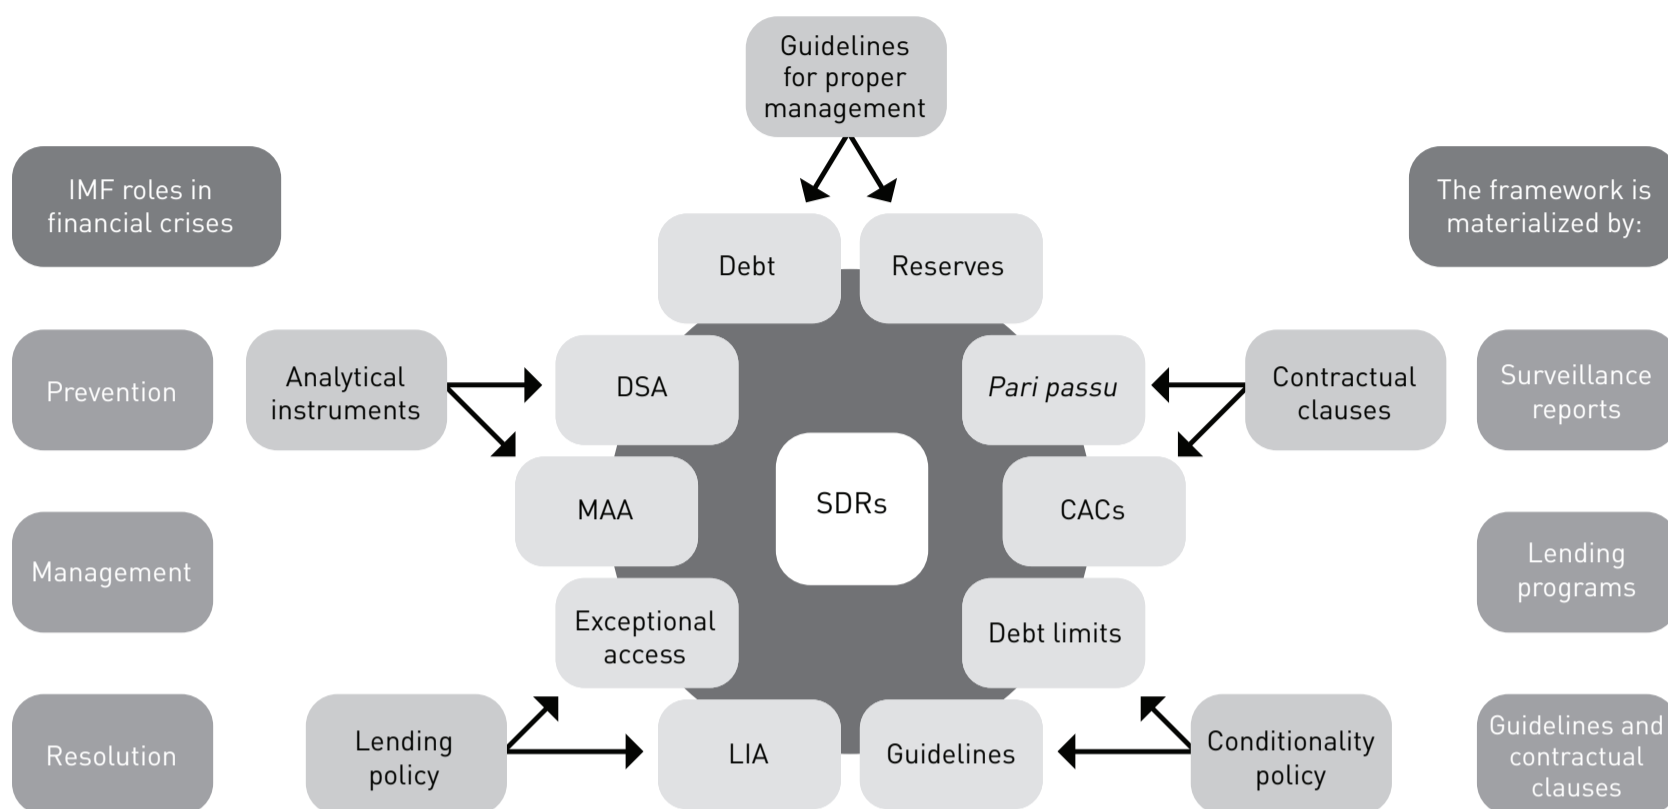 Guidelines
for proper
management
IMF roles in
financial crises
The framework is
materialized by:
Debt
Reserves
Prevention
Analytical
instruments
DSA
Pari passu
Contractual
clauses
Surveillance
reports
MAA
SDRs
CACs
Management
Lending
programs
Exceptional
access
Debt limits
Resolution
Lending
policy
LIA
Guidelines
Conditionality
policy
Guidelines and
contractual
clauses